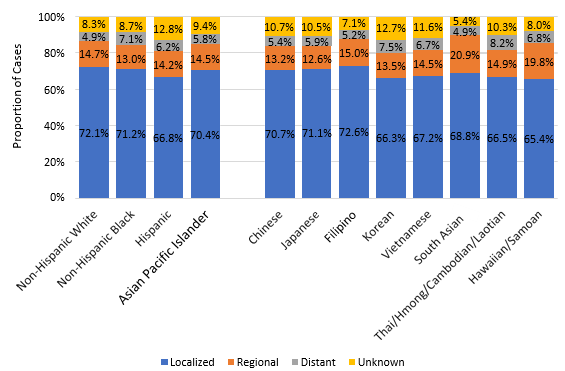 Proportion of Cases
100%
80%
60%
40%
20%
0%
8.3% 8.7% 12.8% 9.4% 10.7% 10.5% 7.1% 12.7% 11.6% 5.4% 10.3% 8.0%
4.9% 7.1% 6.2% 5.8% 5.4% 5.9% 5.2% 7.5% 6.7% 4.9% 8.2% 6.8%
14.7% 13.0% 14.2% 14.5% 13.2% 12.6% 15.0% 13.5% 14.5% 20.9% 14.9% 19.8%
72.1% 71.2% 66.8% 70.4% 70.7% 71.1% 72.6% 66.3% 67.2% 68.8% 66.5% 65.4%
Non-Hispanic White
Non-Hispanic Black
Hispanic
Asian Pacific Islander
Chinese
Japanese
Filipino
Korean
Vietnamese
South Asian
Thai/Hmong/Cambodian/Laotian
Hawaiian/Samoan
Localized Regional Distant Unknown